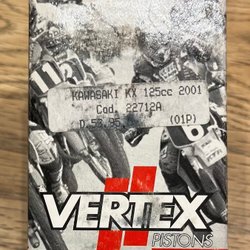 KAWASAKI KX 125cc 2001
Cod. 22712A
D.53.95 (01P)
VERTEX
PISTONS